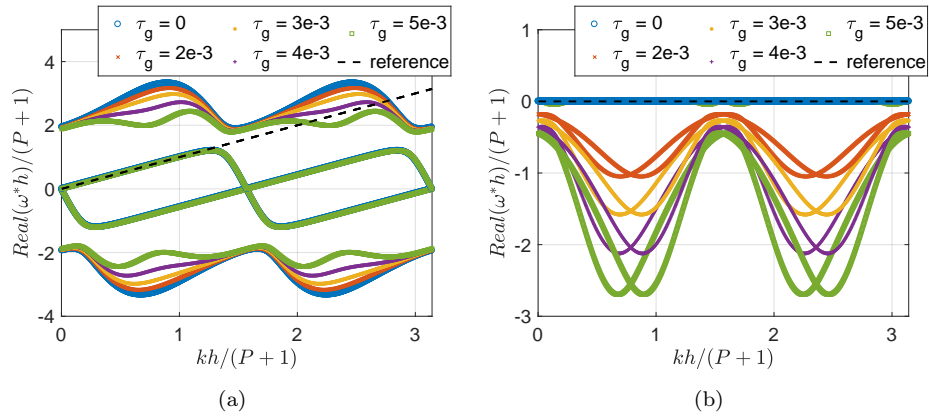 τg = 0 τg = 3e-3 τg = 5e-3
τg = 2e-3 τg = 4e-3 reference
4
2
0
-2
-4
Real(ω*h)/(P + 1)
0 1 2 3
kh/(P + 1)
(a)
τg = 0 τg = 3e-3 τg = 5e-3
τg = 2e-3 τg = 4e-3 reference
1
0
-1
-2
-3
Real(ω*h)/(P + 1)
0 1 2 3
kh/(P + 1)
(b)